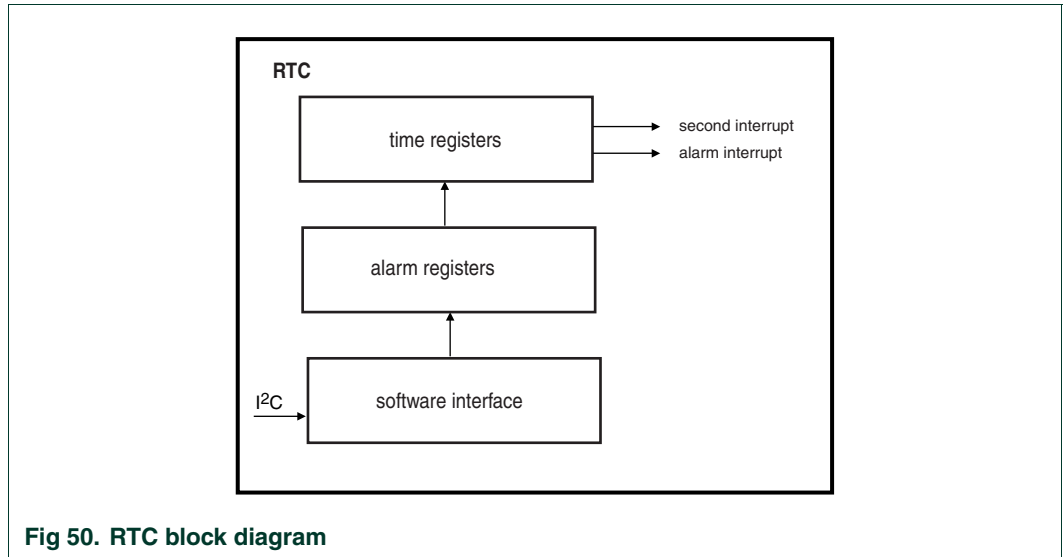 RTC
time registers
second interrupt
alarm interrupt
alarm registers
I²C
software interface
Fig 50. RTC block diagram